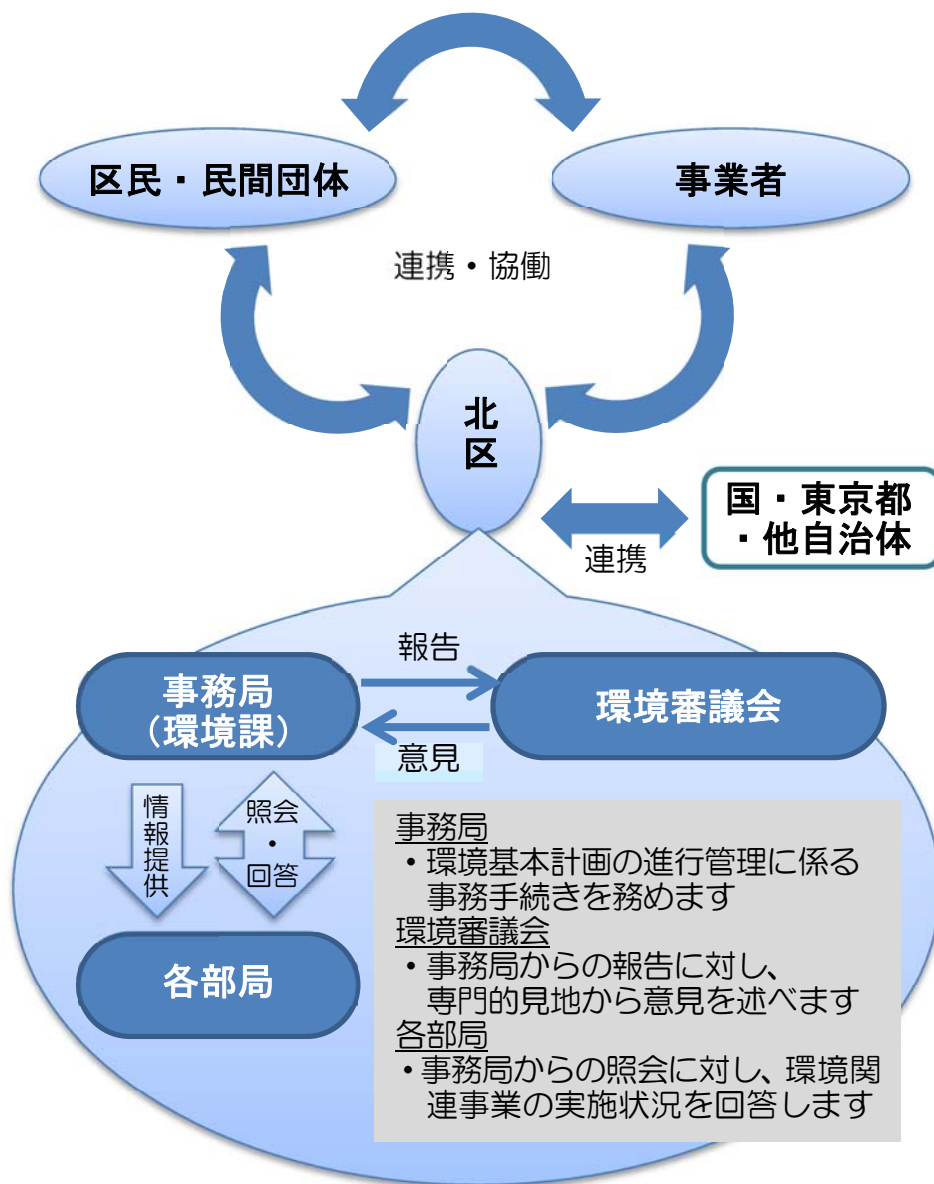 区民・民間団体
事業者
連携・協働
北
区
国・東京都
・他自治体
連携
報告
事務局
（環境課）
環境審議会
意見
情報提供
照会
・
回答
各部局
事務局
・環境基本計画の進行管理に係る
事務手続きを務めます
環境審議会
・事務局からの報告に対し、
専門的見地から意見を述べます
各部局
・事務局からの照会に対し、環境関
連事業の実施状況を回答します